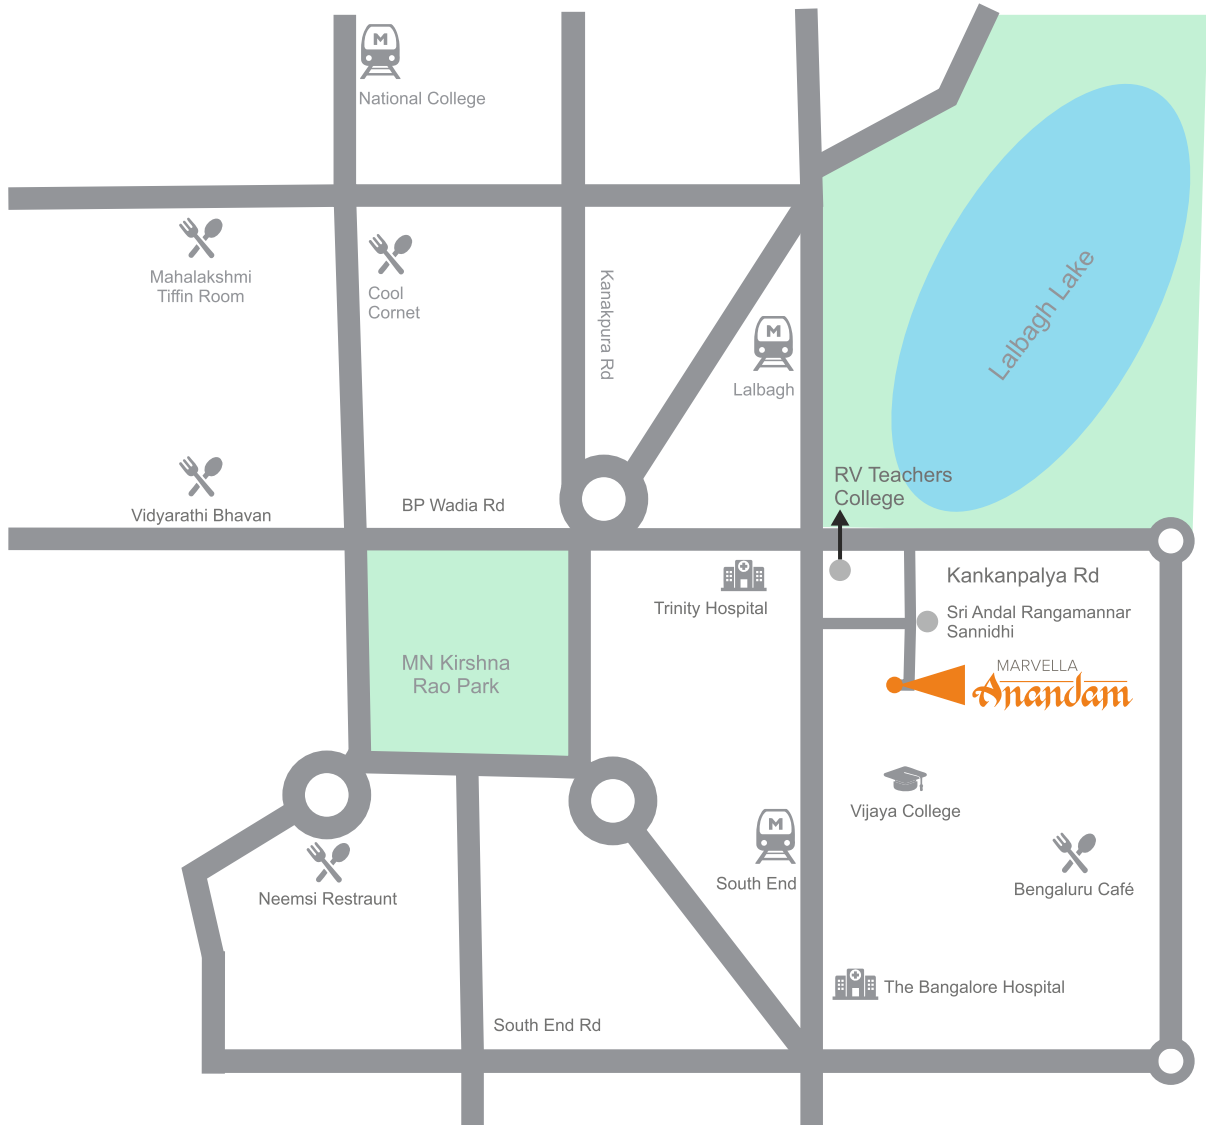 M
National College
Mahalakshmi
Tiffin Room
Cool
Cornet
Kanakpura Rd
M
Lalbagh
Lalbagh Lake
RV Teachers
College
Vidyarathi Bhavan
BP Wadia Rd
Trinity Hospital
Kankanpalya Rd
Sri Andal Rangamannar
Sannidhi
MN Kirshna
Rao Park
MARVELLA
Anandam
Vijaya College
M
South End
Neemsi Restraunt
Bengaluru Café
The Bangalore Hospital
South End Rd